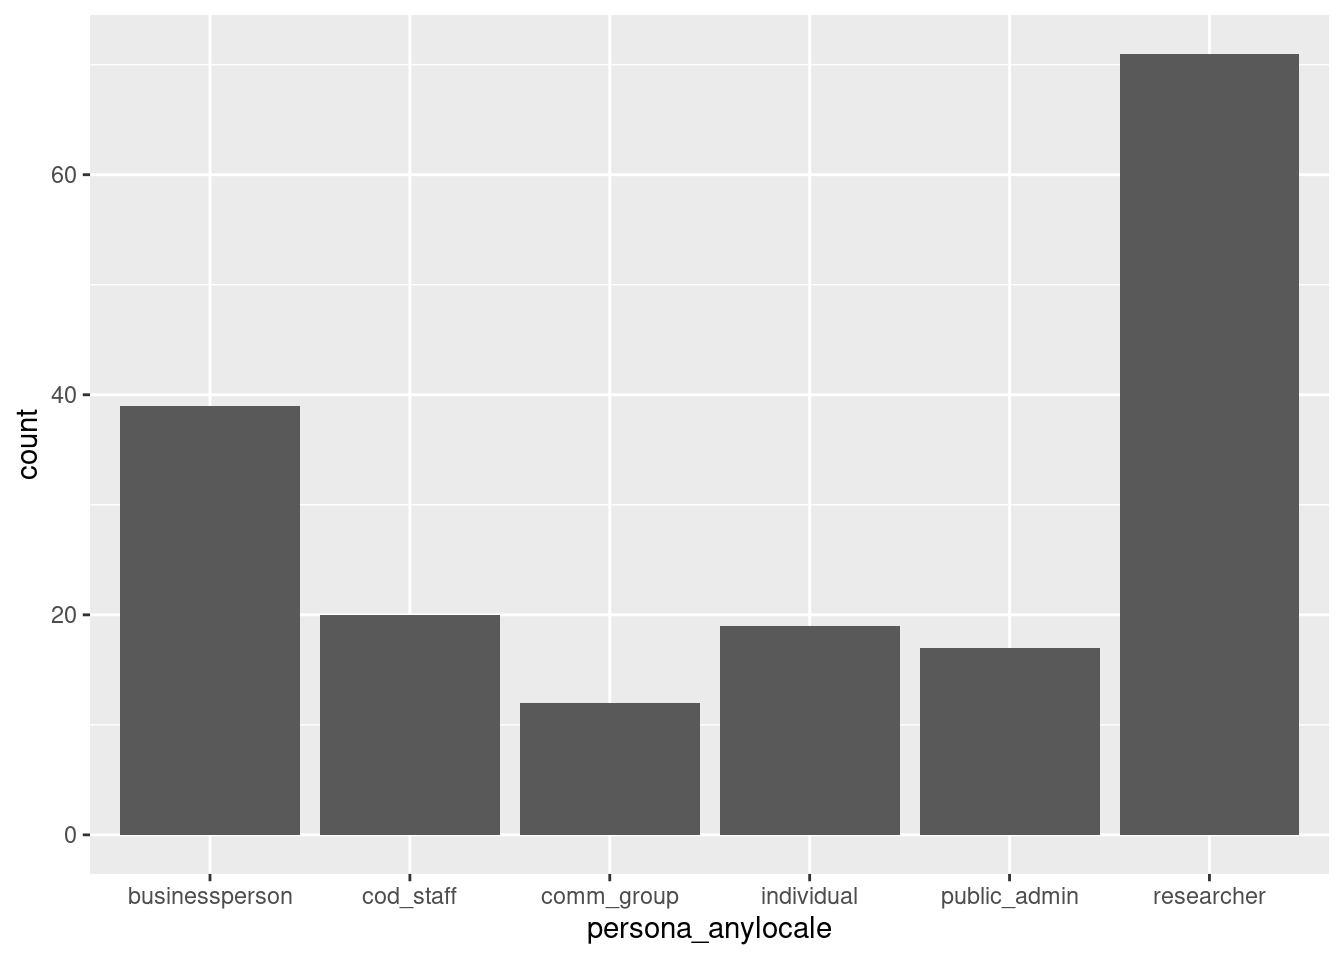 60
40
20
0
count
businessperson cod_staff comm_group individual public_admin researcher
persona_anylocale